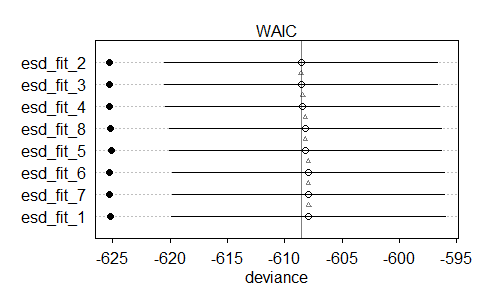 WAIC
esd_fit_2
esd_fit_3
esd_fit_4
esd_fit_8
esd_fit_5
esd_fit_6
esd_fit_7
esd_fit_1
-625 -620 -615 -610 -605 -600 -595
deviance